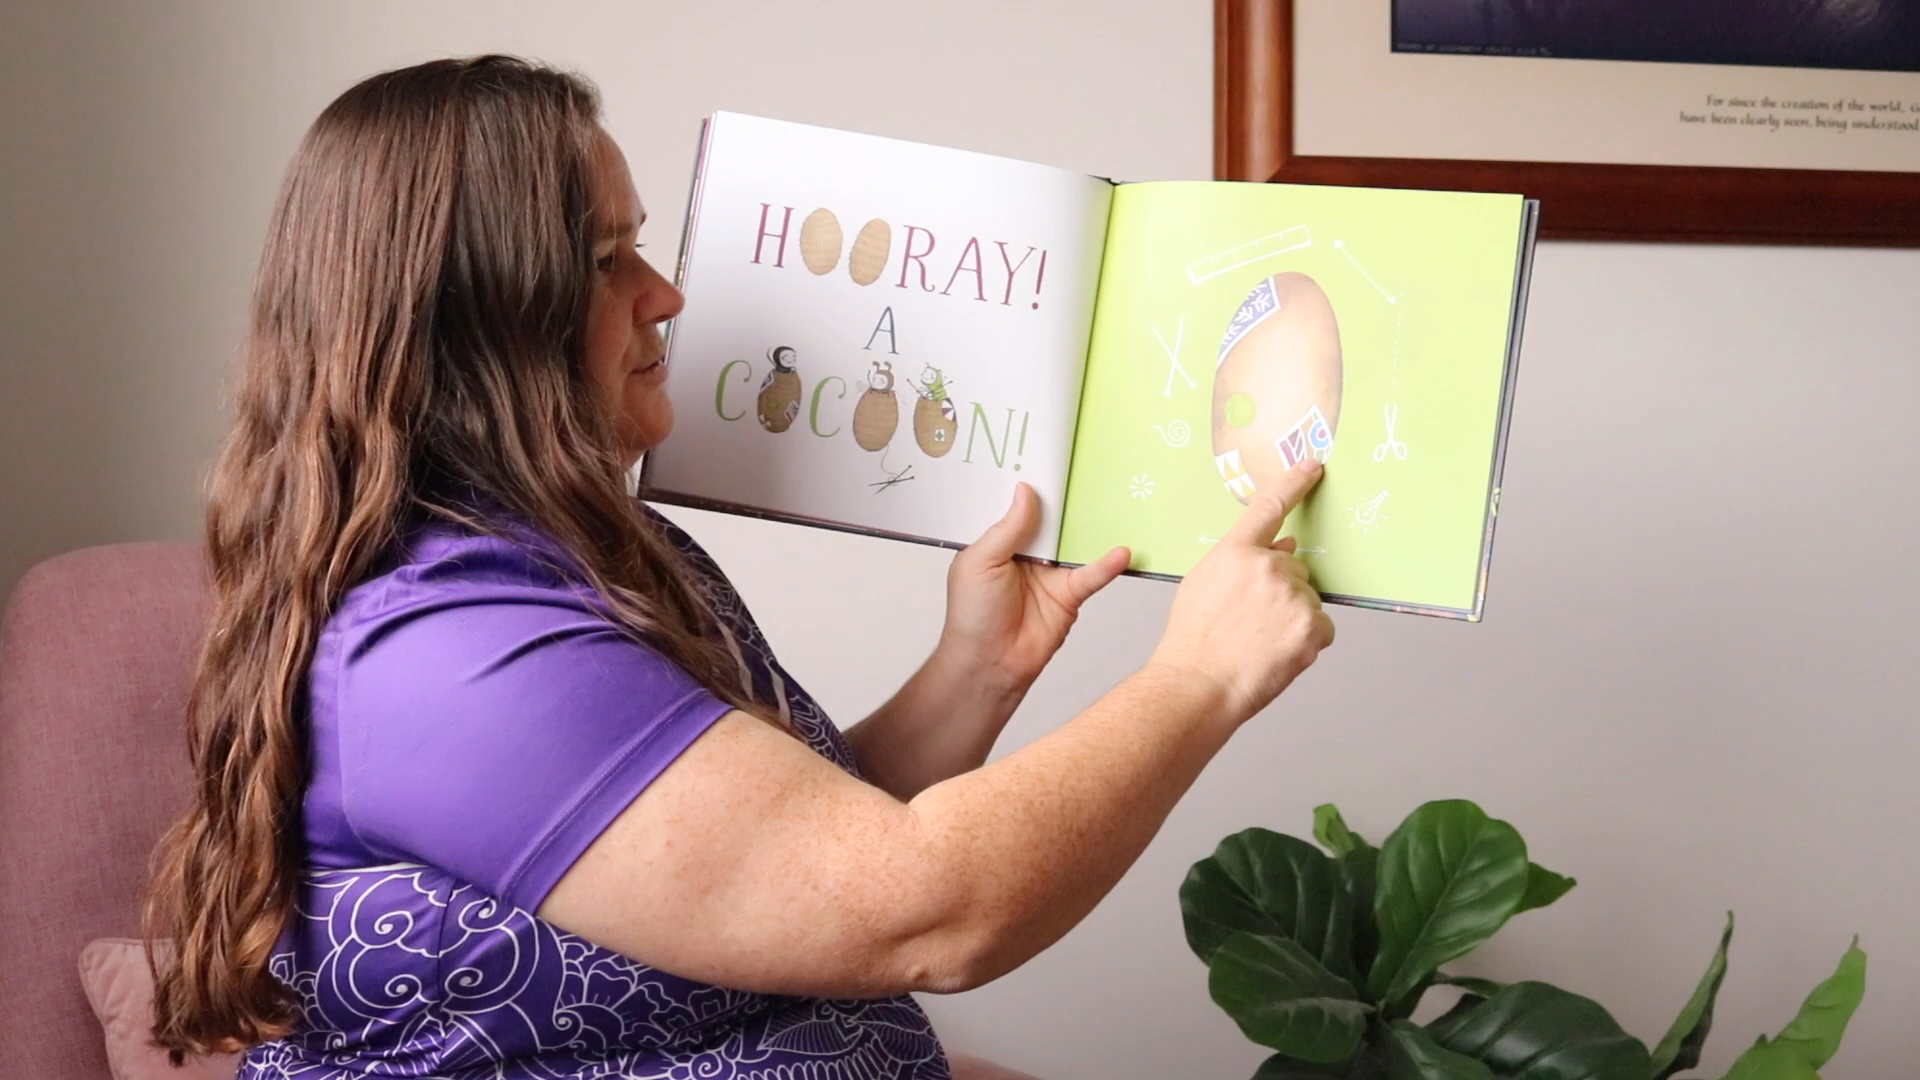 HOORAY!
A
COCOON!
For since the creation of the world, G
have been clearly seen, being understood